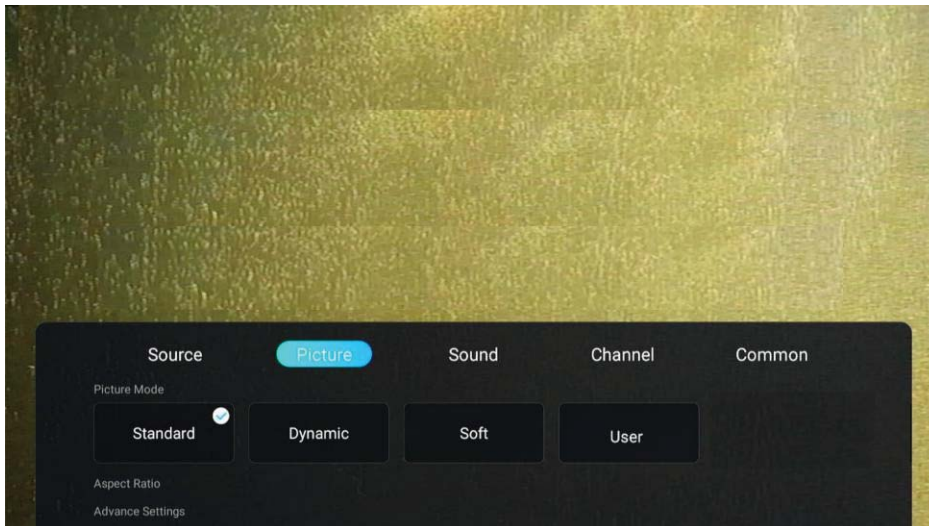 Source Picture Sound Channel Common
Picture Mode
Standard Dynamic Soft User
Aspect Ratio
Advance Settings